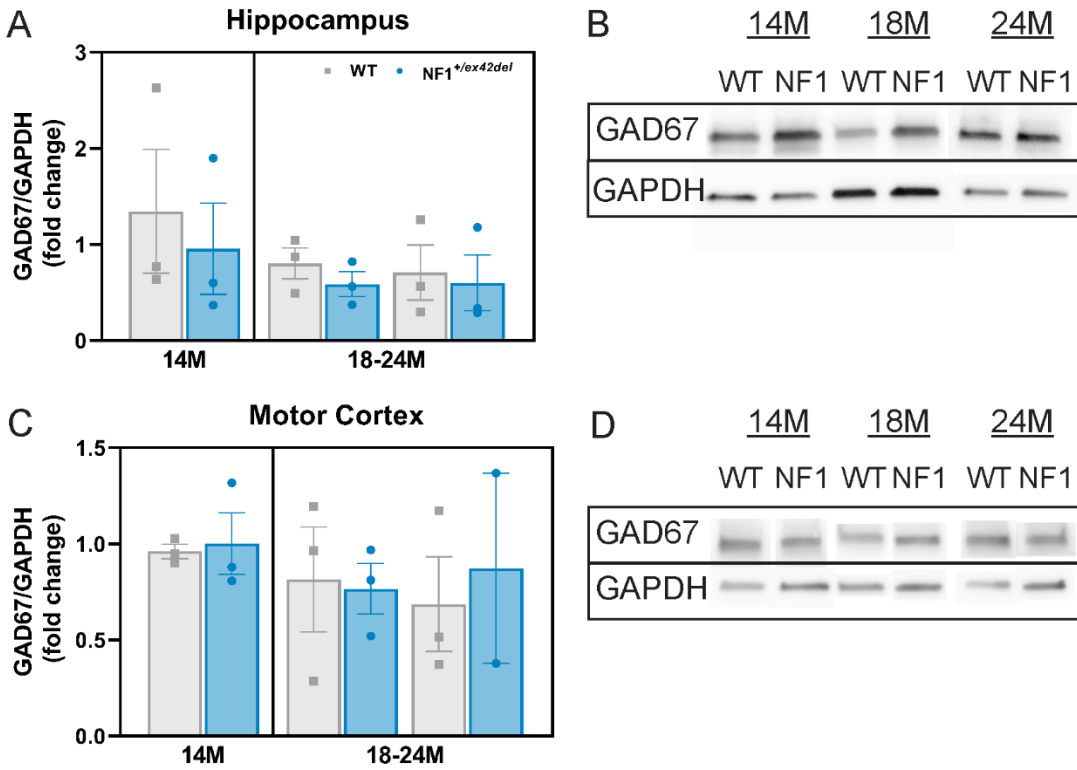 A
Hippocampus
WT NF1+/ex42del
GAD67/GAPDH
(fold change)
3
2
1
0
14M 18-24M
B
14M 18M 24M
WT NF1 WT NF1 WT NF1
GAD67
GAPDH
C
Motor Cortex
GAD67/GAPDH
(fold change)
1.5
1.0
0.5
0.0
14M 18-24M
D
14M 18M 24M
WT NF1 WT NF1 WT NF1
GAD67
GAPDH